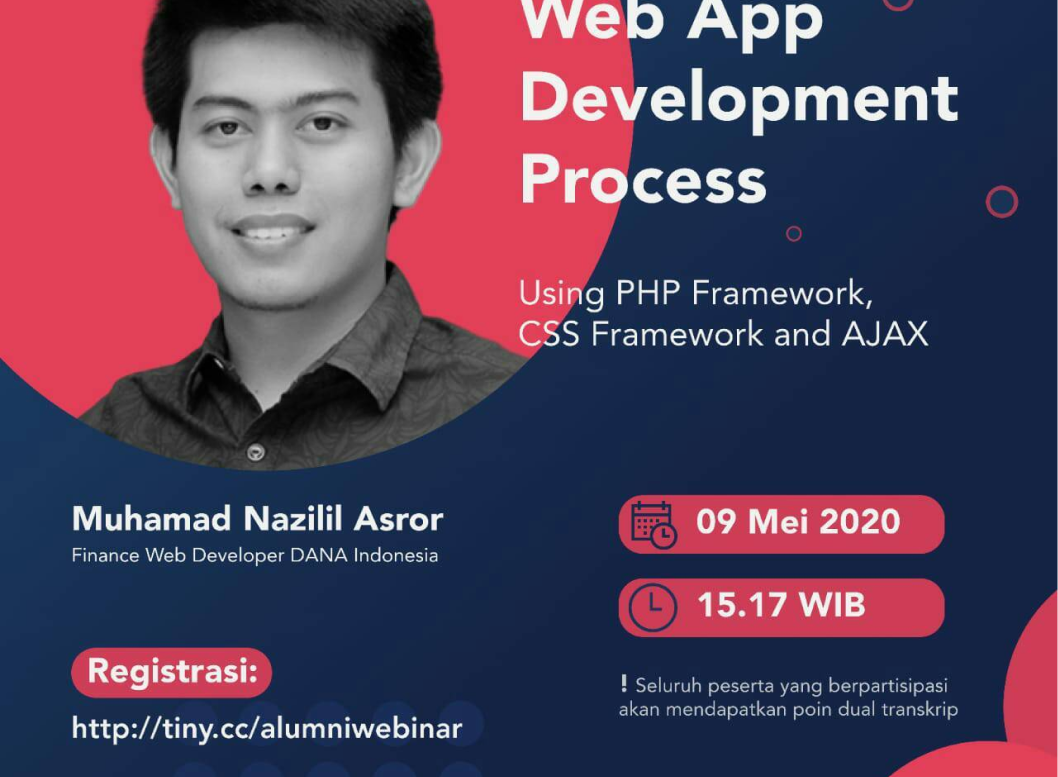 Web App
Development
Process
Using PHP Framework,
CSS Framework and AJAX
Muhamad Nazilil Asror
Finance Web Developer DANA Indonesia
09 Mei 2020
15.17 WIB
Registrasi:
http://tiny.cc/alumniwebinar
! Seluruh peserta yang berpartisipasi
akan mendapatkan poin dual transkrip